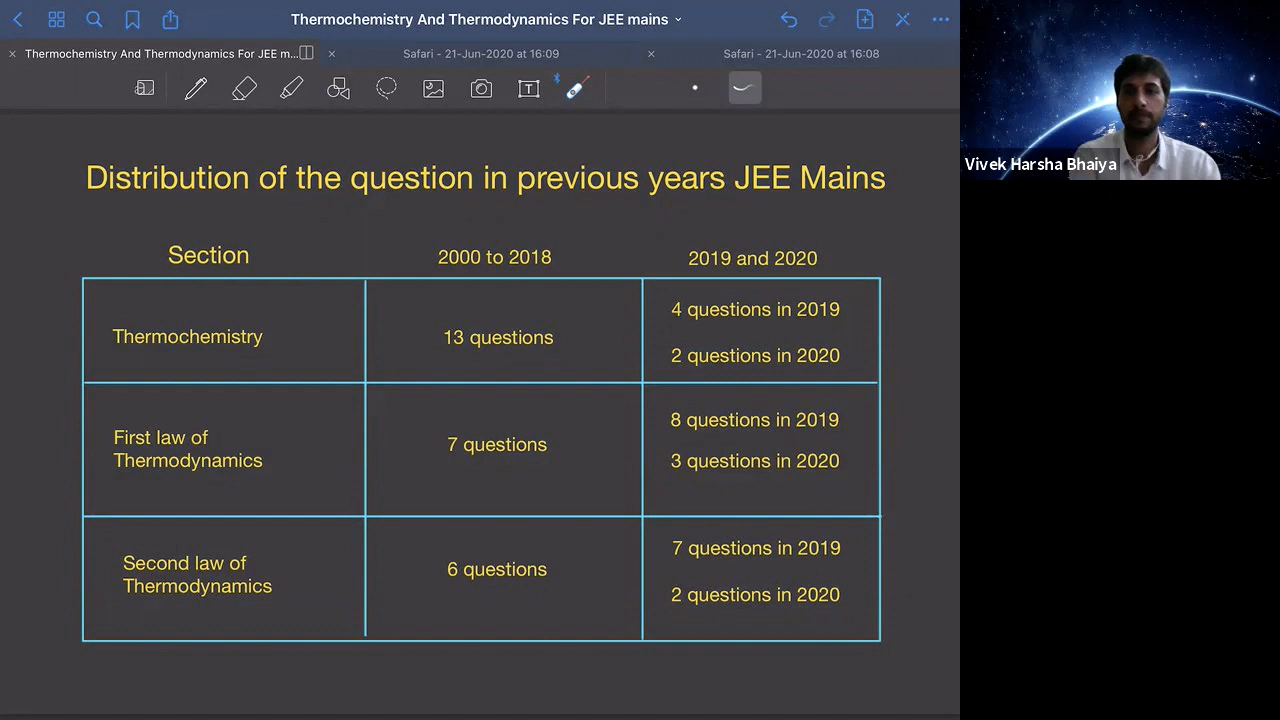 Thermochemistry And Thermodynamics For JEE mains
Thermochemistry And Thermodynamics For JEE m...
Safari - 21-Jun-2020 at 16:09
Safari - 21-Jun-2020 at 16:08
T
Vivek Harsha Bhaiya
Distribution of the question in previous years JEE Mains
Section
2000 to 2018
2019 and 2020
Thermochemistry
13 questions
4 questions in 2019
2 questions in 2020
First law of
Thermodynamics
7 questions
8 questions in 2019
3 questions in 2020
Second law of
Thermodynamics
6 questions
7 questions in 2019
2 questions in 2020